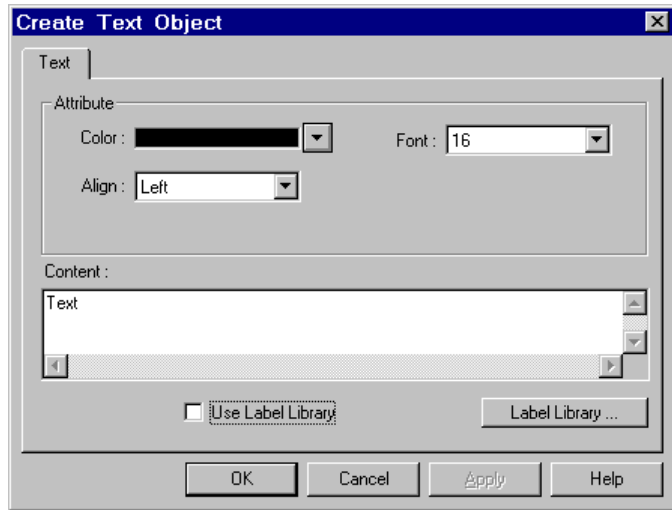 Create Text Object
Text
Attribute
Color :
Font : 16
Align : Left
Content :
Text
Use Label Library
Label Library ...
OK Cancel Apply Help